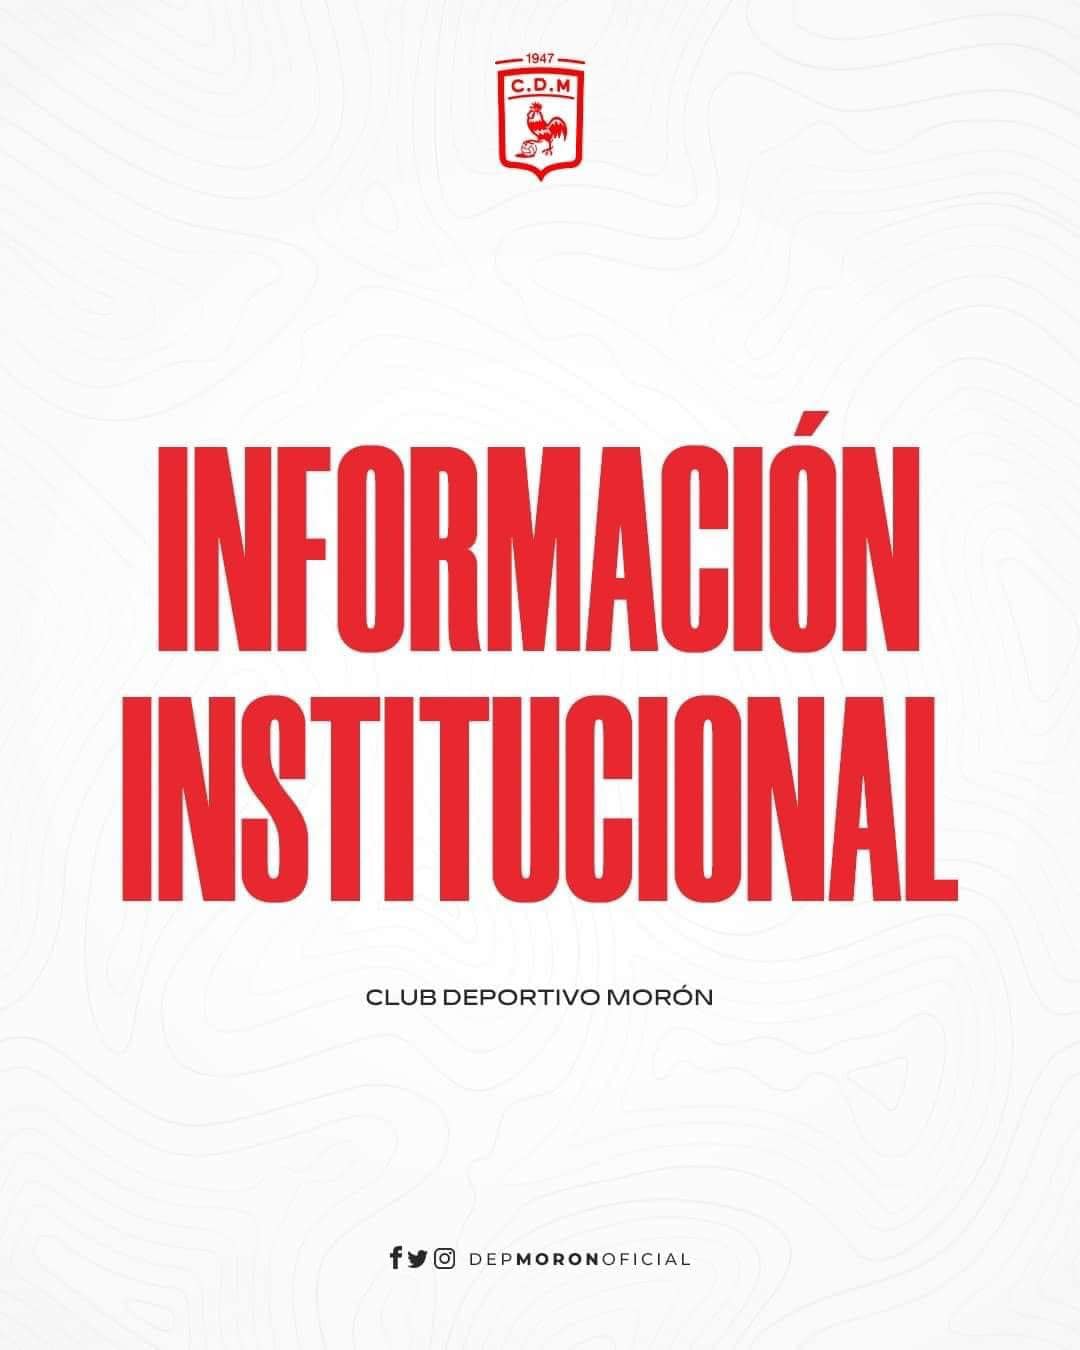 1947
C.D.M
INFORMACIÓN
INSTITUCIONAL
CLUB DEPORTIVO MORÓN
DEPMORONOFICIAL